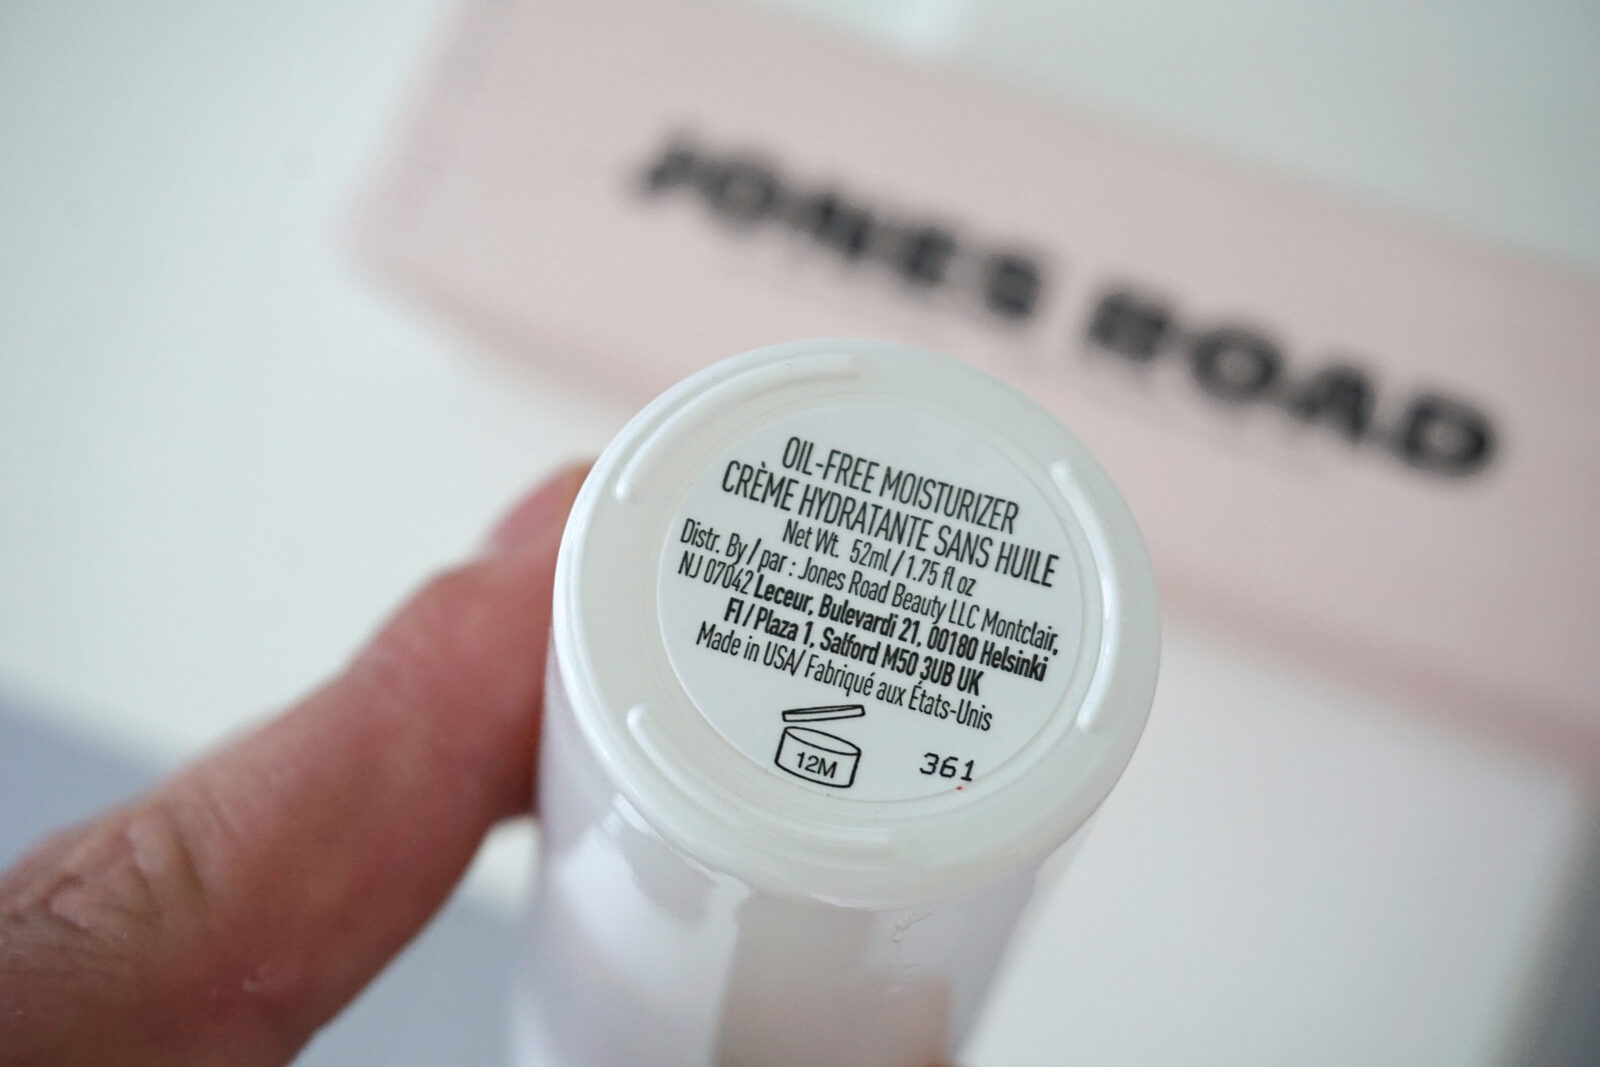 JONES ROAD
OIL-FREE MOISTURIZER
CRÈME HYDRATANTE SANS HUILE
Net Wt. 52ml / 1.75 fl oz
Distr. By / par : Jones Road Beauty LLC Montclair,
NJ 07042 Leceur, Bulevardi 21, 00180 Helsinki
FI / Plaza 1, Salford M50 3UB UK
Made in USA/ Fabriqué aux États-Unis
12M
361